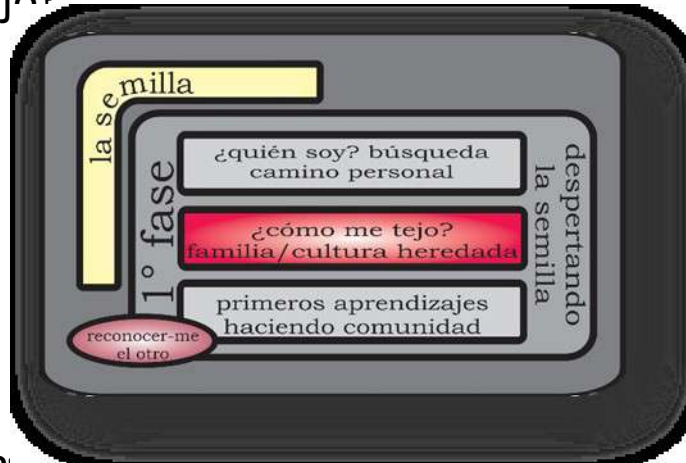 la semilla
1° fase
¿quién soy? búsqueda
camino personal
¿cómo me tejo?
familia/cultura heredada
primeros aprendizajes
haciendo comunidad
despertando
la semilla
reconocer-me
el otro